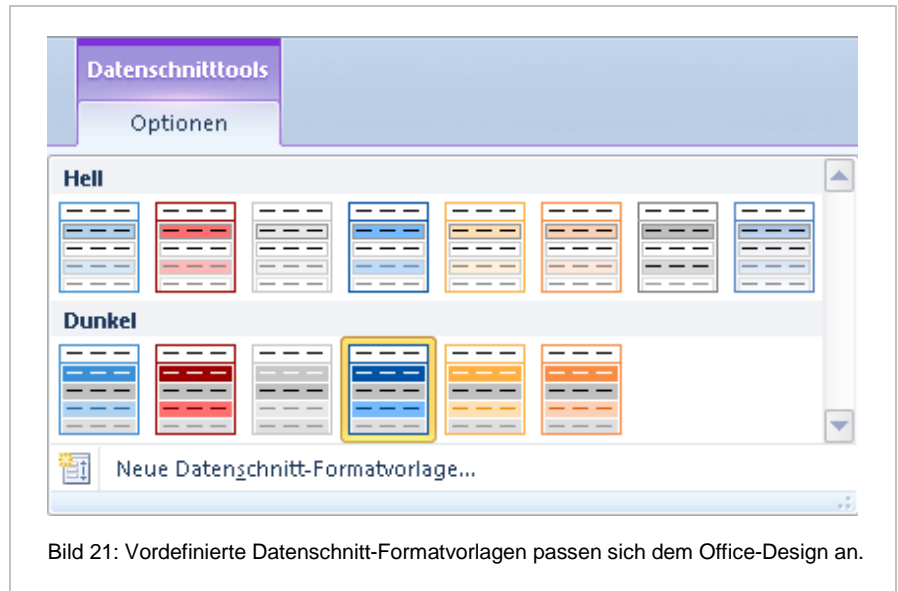 Datenschnitttools
Optionen
Hell
Dunkel
Neue Datenschnitt-Formatvorlage...
Bild 21: Vordefinierte Datenschnitt-Formatvorlagen passen sich dem Office-Design an.